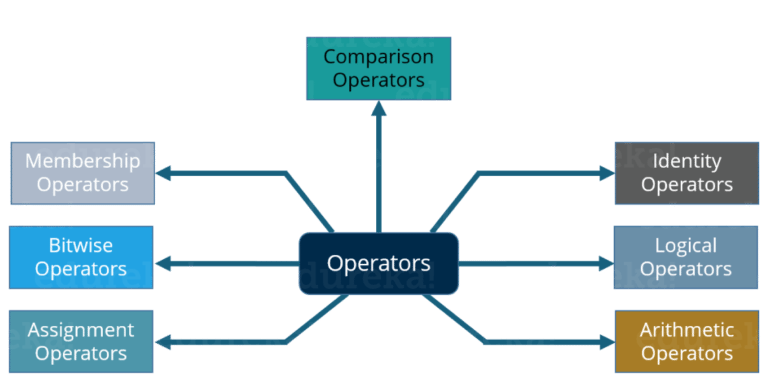 Comparison
Operators
Membership
Operators
Identity
Operators
Bitwise
Operators
Operators
Logical
Operators
Assignment
Operators
Arithmetic
Operators